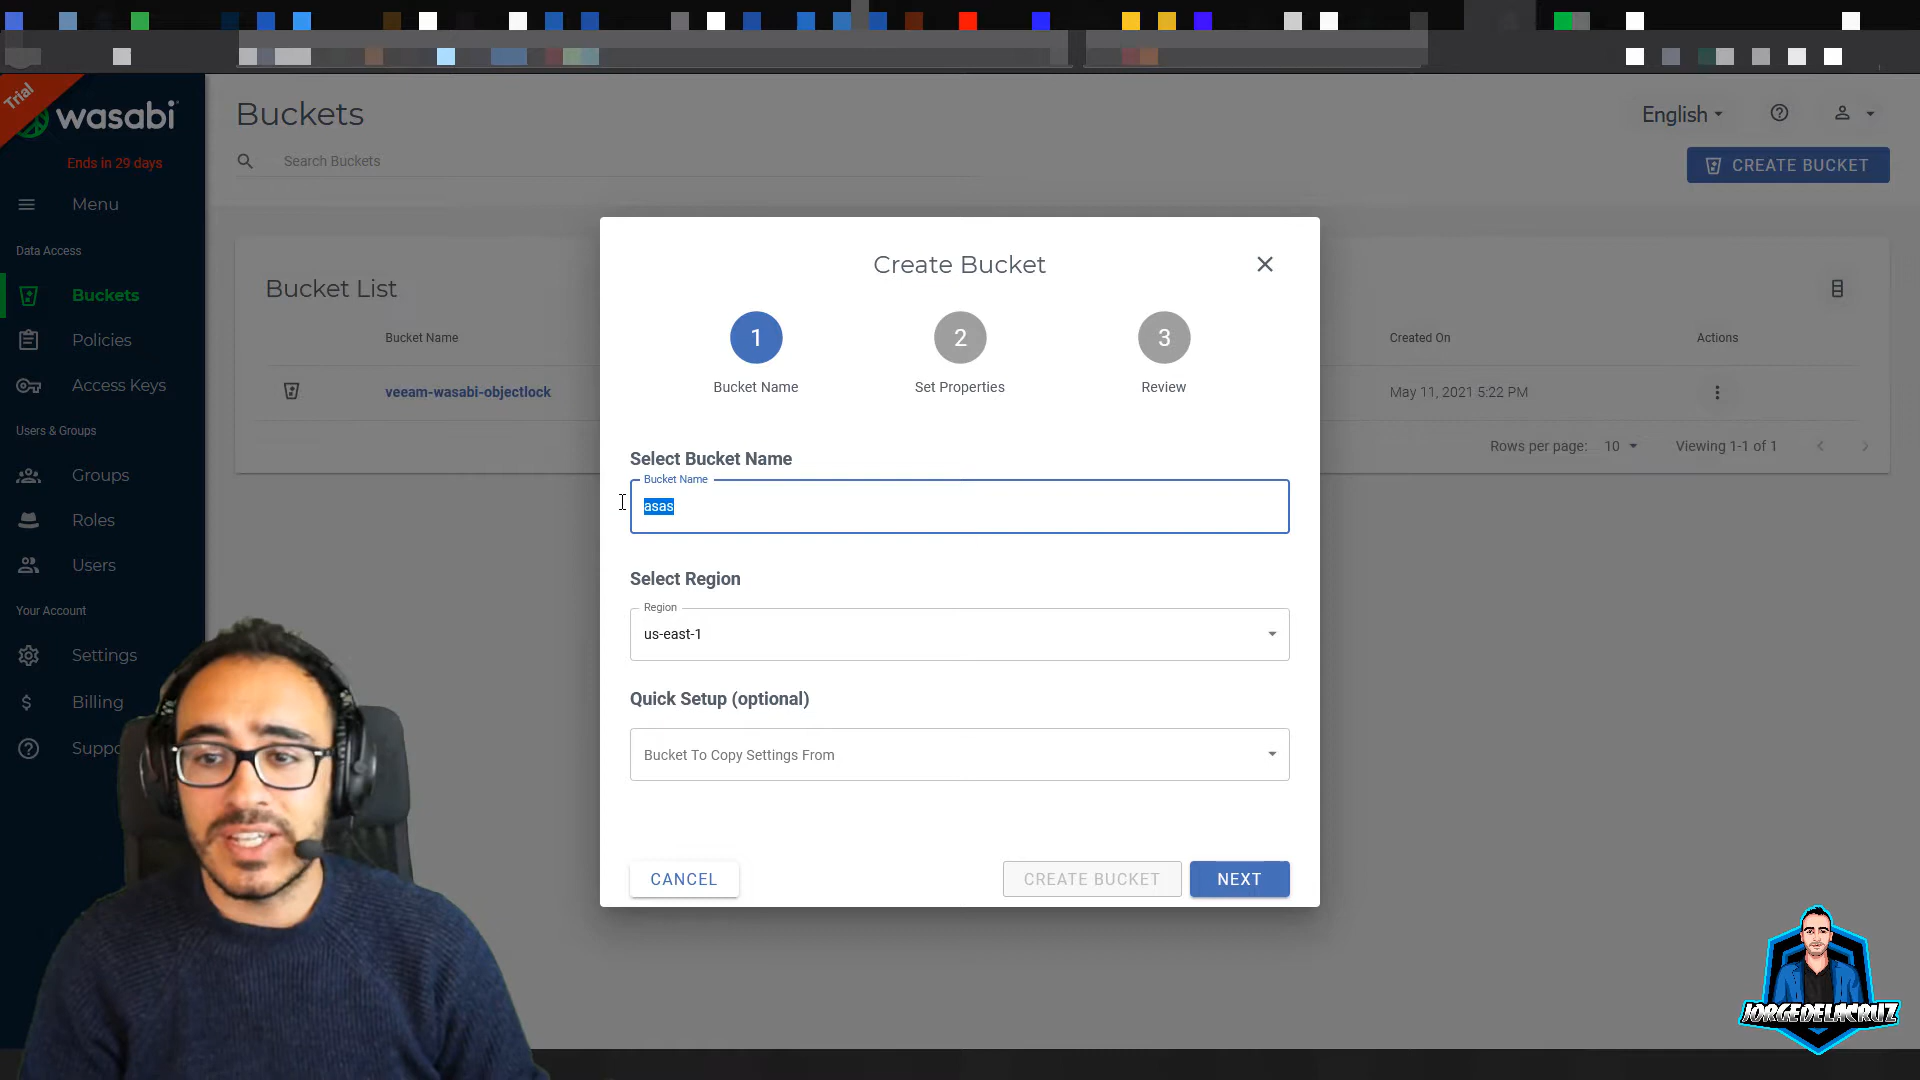 Trial
wasabi
Ends in 29 days
Menu
Data Access
Buckets
Policies
Access Keys
Users & Groups
Groups
Roles
Users
Your Account
Settings
Billing
Buckets
Search Buckets
English
CREATE BUCKET
Bucket List
Bucket Name
Created On
Actions
veeam-wasabi-objectlock
May 11, 2021 5:22 PM
Rows per page: 10
Viewing 1-1 of 1
Create Bucket
1
2
3
Bucket Name
Set Properties
Review
Select Bucket Name
Bucket Name
asas
Select Region
Region
us-east-1
Quick Setup (optional)
Bucket To Copy Settings From
CANCEL
CREATE BUCKET
NEXT
JORGEDELACRUZ